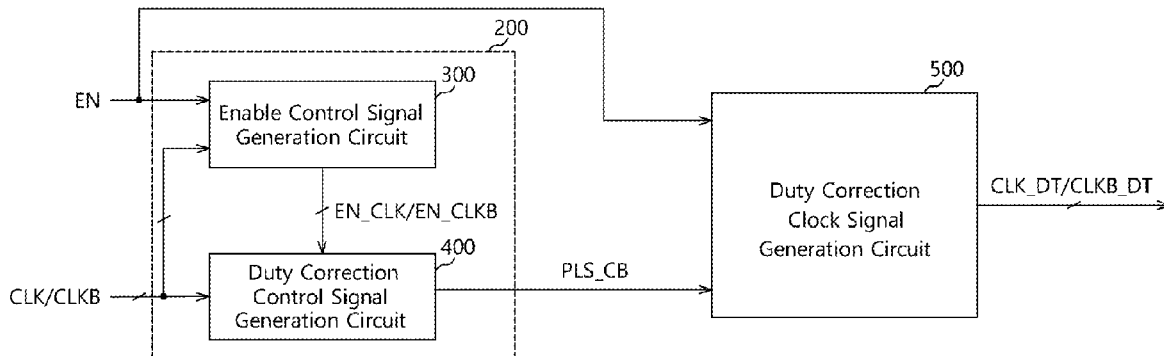 200
500
300
EN
Enable Control Signal
Generation Circuit
EN_CLK/EN_CLKB
400
CLK/CLKB
Duty Correction
Control Signal
Generation Circuit
PLS_CB
Duty Correction
Clock Signal
Generation Circuit
CLK_DT/CLKB_DT